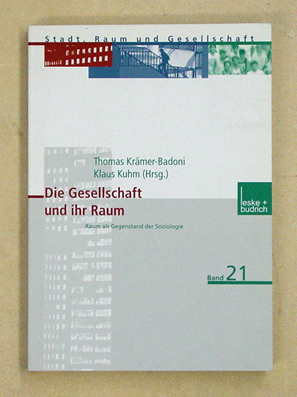 Stadt, Raum und Gesellschaft
Thomas Krämer-Badoni
Klaus Kuhm (Hrsg.)
Die Gesellschaft
und ihr Raum
Raum als Gegenstand der Soziologie
leske +
budrich
Band 21